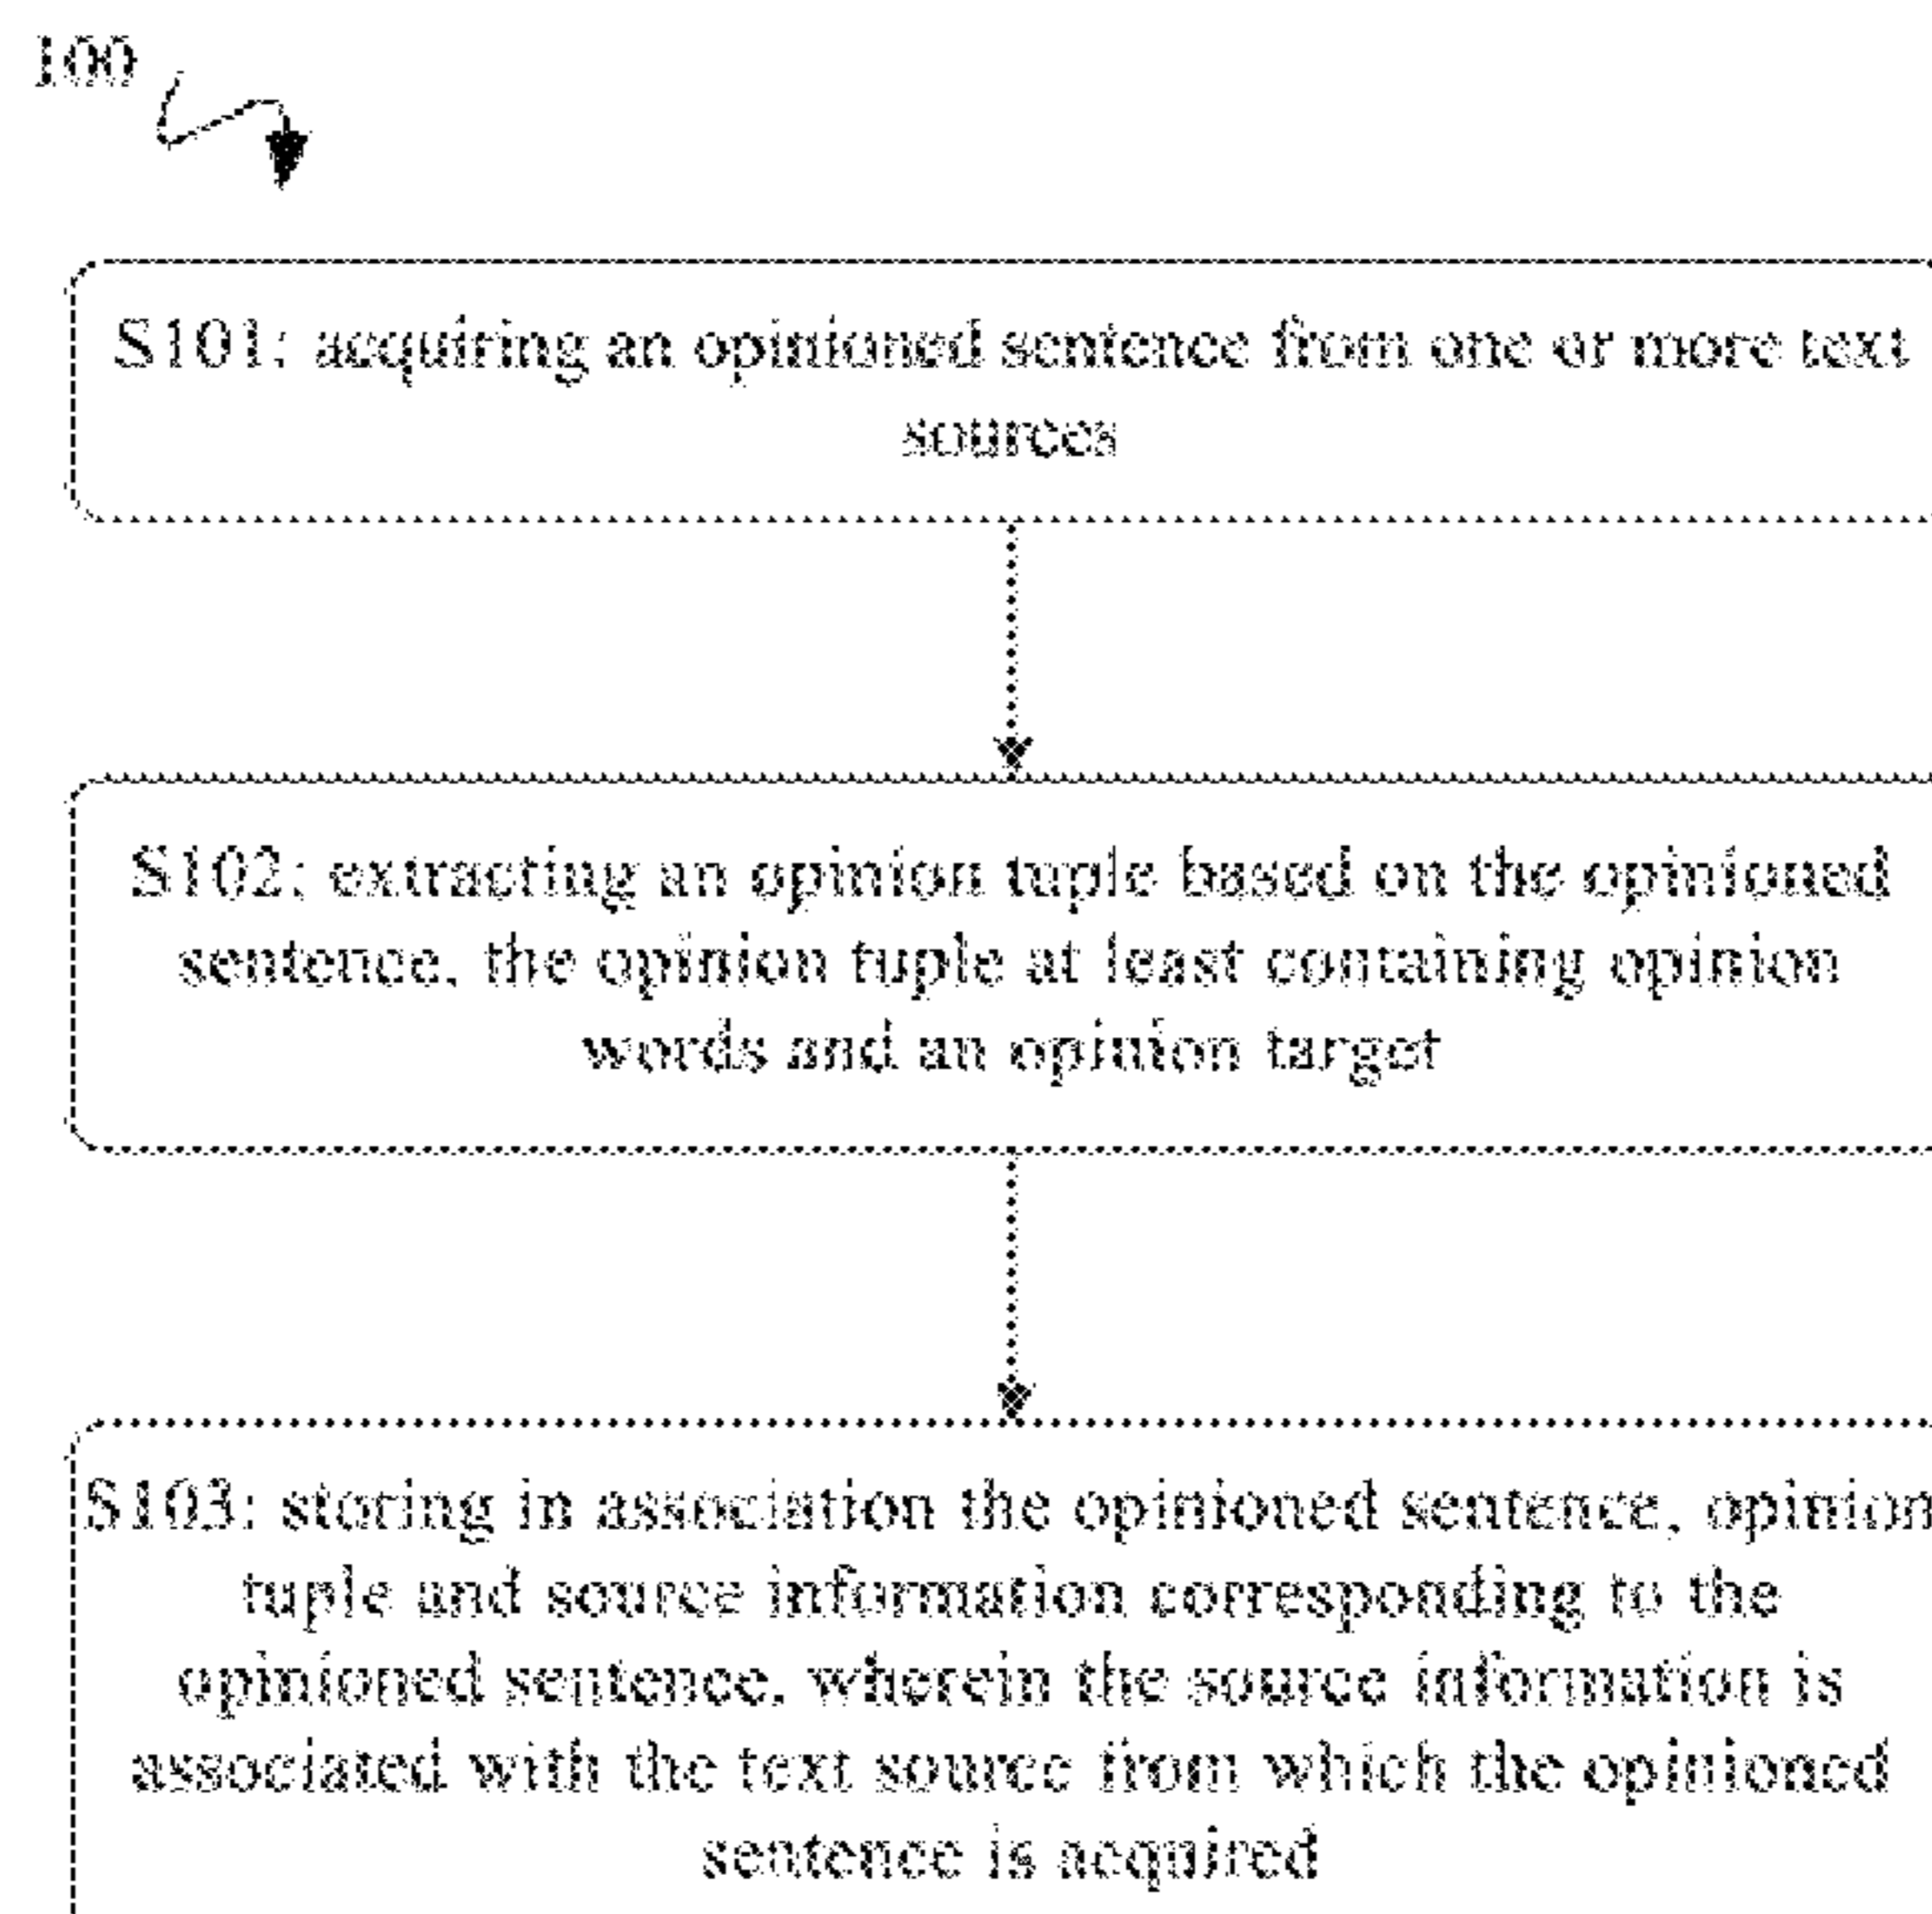 100
S101: acquiring an opinioned sentence from one or more text
sources
S102: extracting an opinion tuple based on the opinioned
sentence, the opinion tuple at least containing opinion
words and an opinion target
S103: storing in association the opinioned sentence, opinion
tuple and source information corresponding to the
opinioned sentence, wherein the source information is
associated with the text source from which the opinioned
sentence is acquired